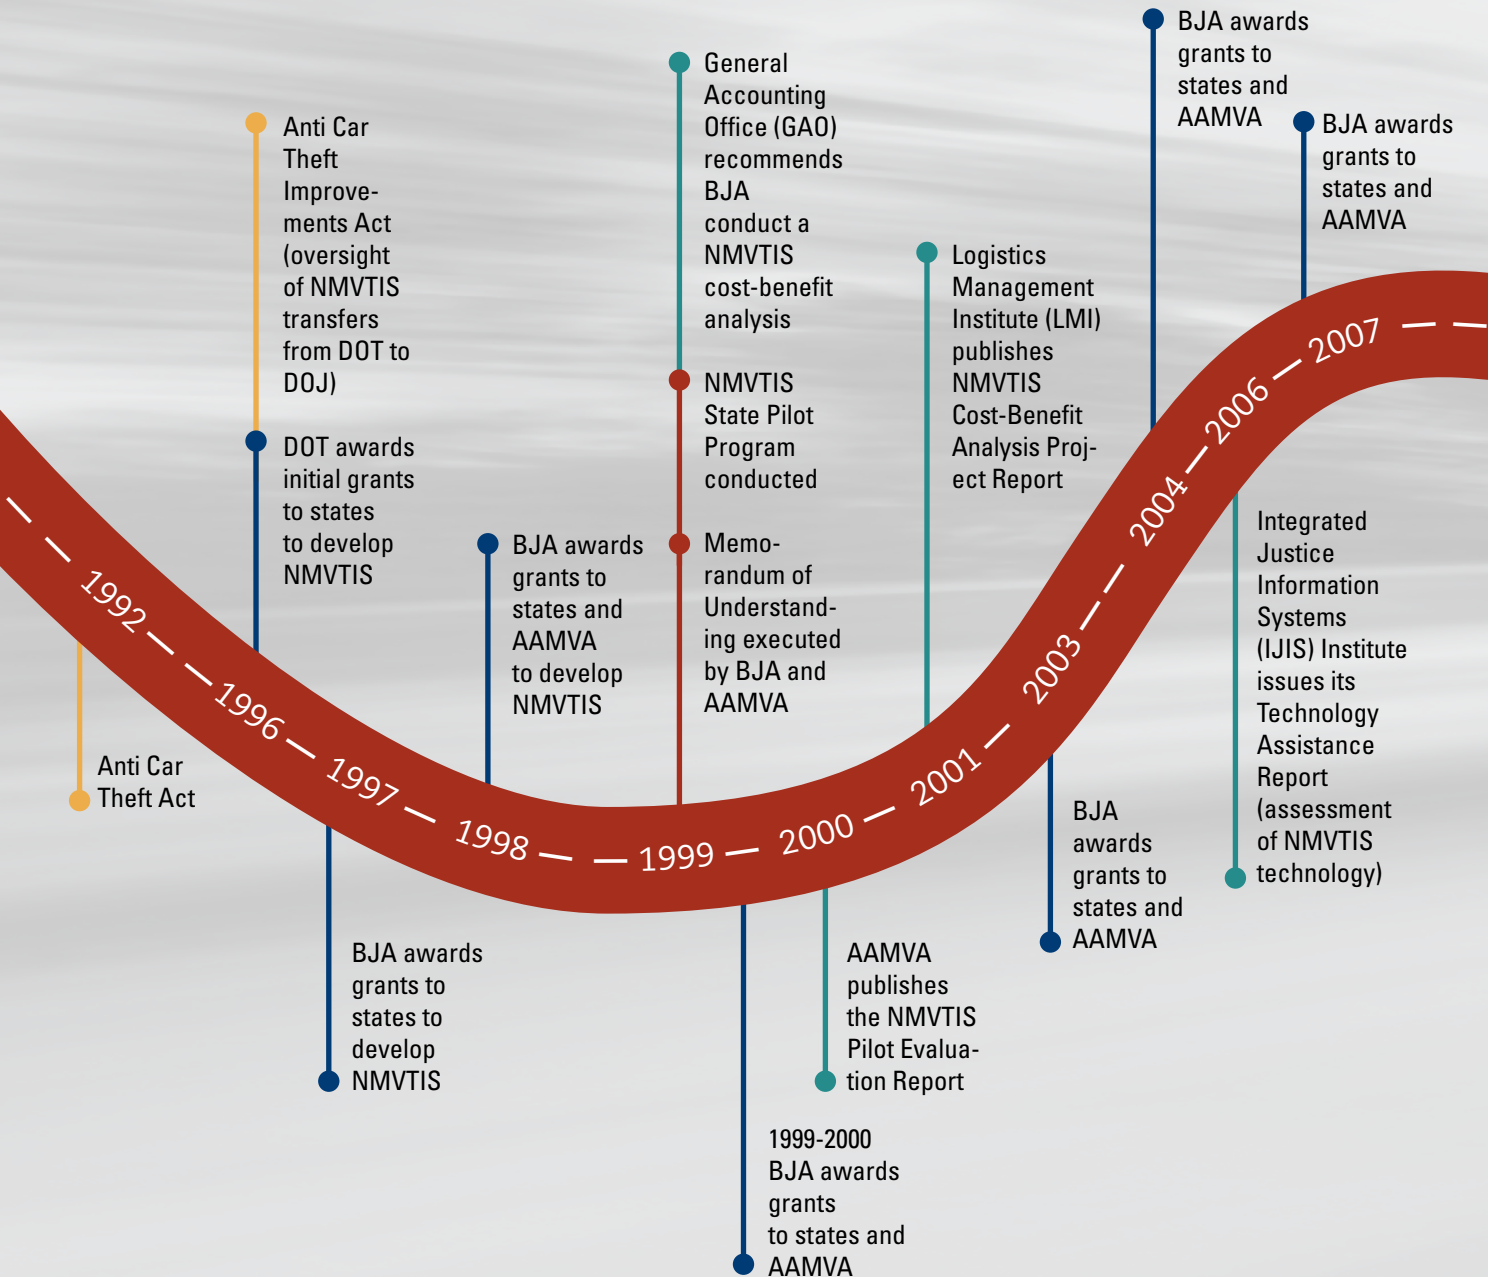 1992
Anti Car
Theft Act
1996
Anti Car
Theft
Improve-
ments Act
(oversight
of NMVTIS
transfers
from DOT to
DOJ)
DOT awards
initial grants
to states
to develop
NMVTIS
1997
BJA awards
grants to
states to
develop
NMVTIS
1998
BJA awards
grants to
states and
AAMVA
to develop
NMVTIS
1999
General
Accounting
Office (GAO)
recommends
BJA
conduct a
NMVTIS
cost-benefit
analysis
NMVTIS
State Pilot
Program
conducted
Memo-
randum of
Understand-
ing executed
by BJA and
AAMVA
1999-2000
BJA awards
grants
to states and
AAMVA
2000
AAMVA
publishes
the NMVTIS
Pilot Evalua-
tion Report
2001
Logistics
Management
Institute (LMI)
publishes
NMVTIS
Cost-Benefit
Analysis Proj-
ect Report
2003
BJA
awards
grants to
states and
AAMVA
2004
BJA awards
grants to
states and
AAMVA
2006
Integrated
Justice
Information
Systems
(IJIS) Institute
issues its
Technology
Assistance
Report
(assessment
of NMVTIS
technology)
2007
BJA awards
grants to
states and
AAMVA